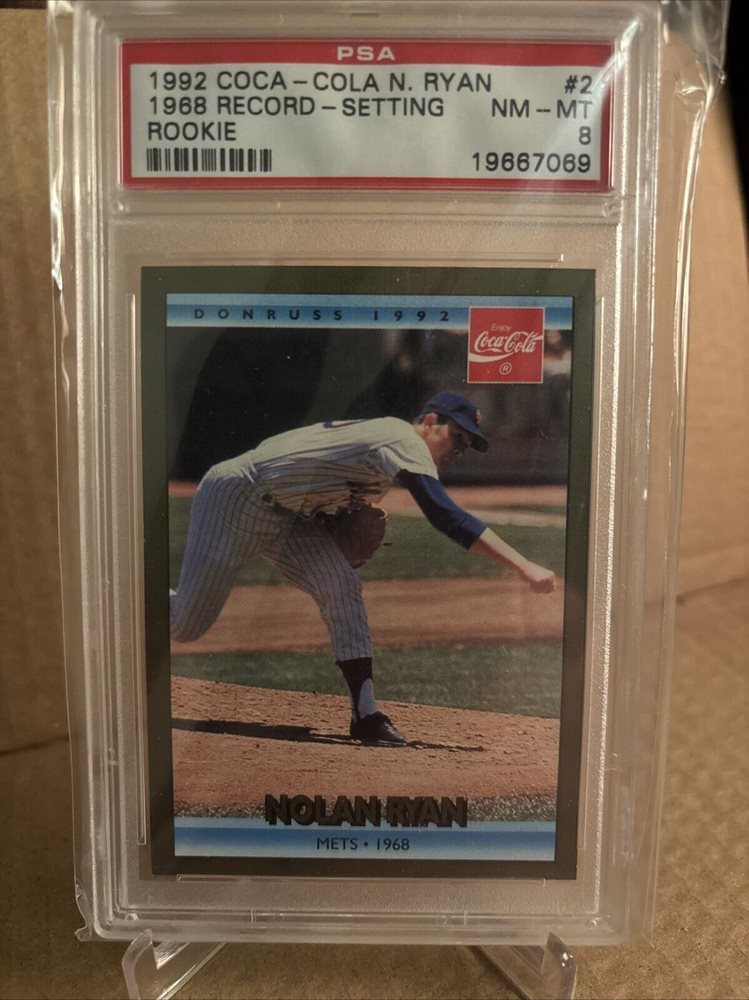 PSA
1992 COCA-COLA N. RYAN #2
1968 RECORD-SETTING NM-MT
ROOKIE 8
19667069
DONRUSS 1992
Enjoy
Coca-Cola
®
NOLAN RYAN
METS • 1968